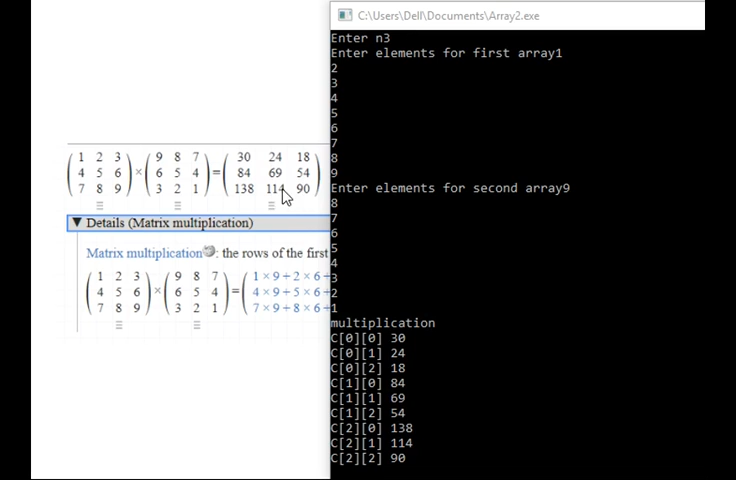 1 2 3   9 8 7   30 24 18
4 5 6 × 6 5 4 = 84 69 54
7 8 9   3 2 1   138 114 90
▼ Details (Matrix multiplication)
Matrix multiplication : the rows of the first
1 2 3   9 8 7   1 × 9 + 2 × 6 +
4 5 6 × 6 5 4 = 4 × 9 + 5 × 6 +
7 8 9   3 2 1   7 × 9 + 8 × 6 +
C:\Users\Dell\Documents\Array2.exe
Enter n3
Enter elements for first array1
2
3
4
5
6
7
8
9
Enter elements for second array9
8
7
6
5
4
3
2
1
multiplication
C[0][0] 30
C[0][1] 24
C[0][2] 18
C[1][0] 84
C[1][1] 69
C[1][2] 54
C[2][0] 138
C[2][1] 114
C[2][2] 90